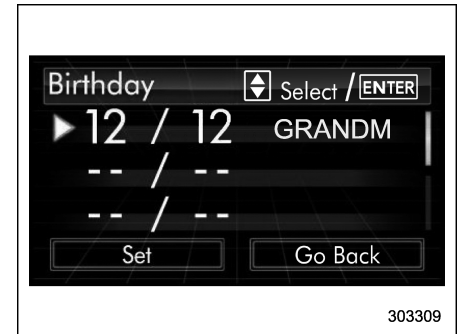 Birthday Select / ENTER
12 / 12 GRANDM
-- / --
-- / --
Set Go Back
303309